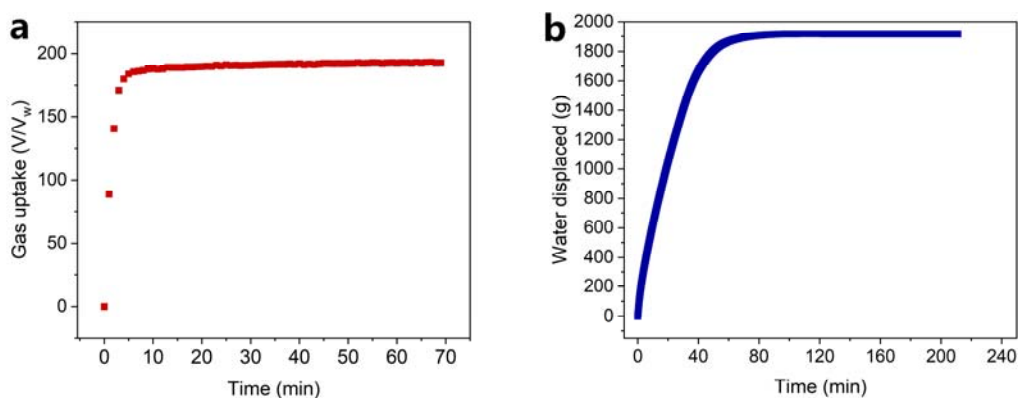 a
Gas uptake (V/Vw)
200
150
100
50
0
0 10 20 30 40 50 60 70
Time (min)
b
Water displaced (g)
2000
1800
1600
1400
1200
1000
800
600
400
200
0
0 40 80 120 160 200 240
Time (min)